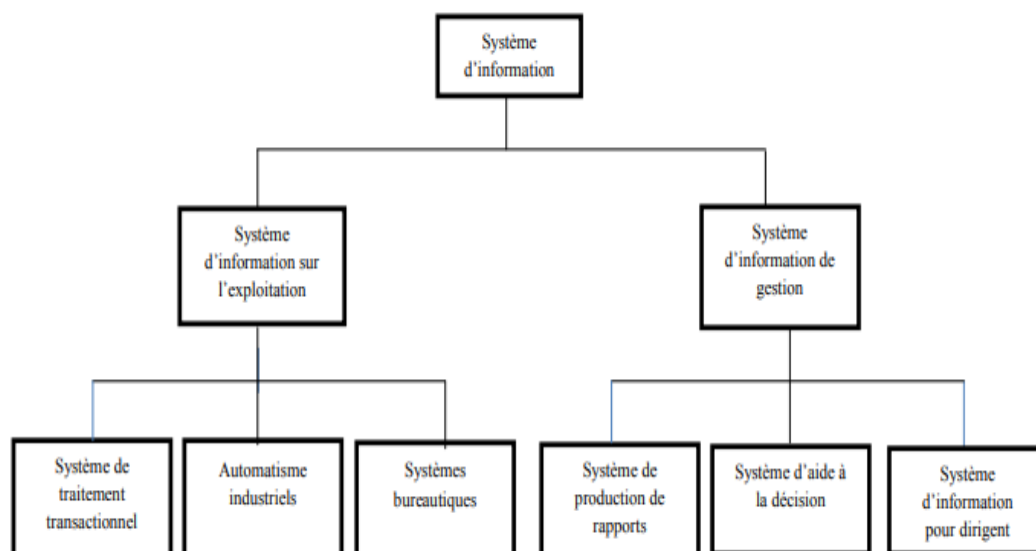 Système
d'information
Système
d'information sur
l'exploitation
Système
d'information de
gestion
Système de
traitement
transactionnel
Automatisme
industriels
Systèmes
bureautiques
Système de
production de
rapports
Système d'aide à
la décision
Système
d'information
pour dirigent